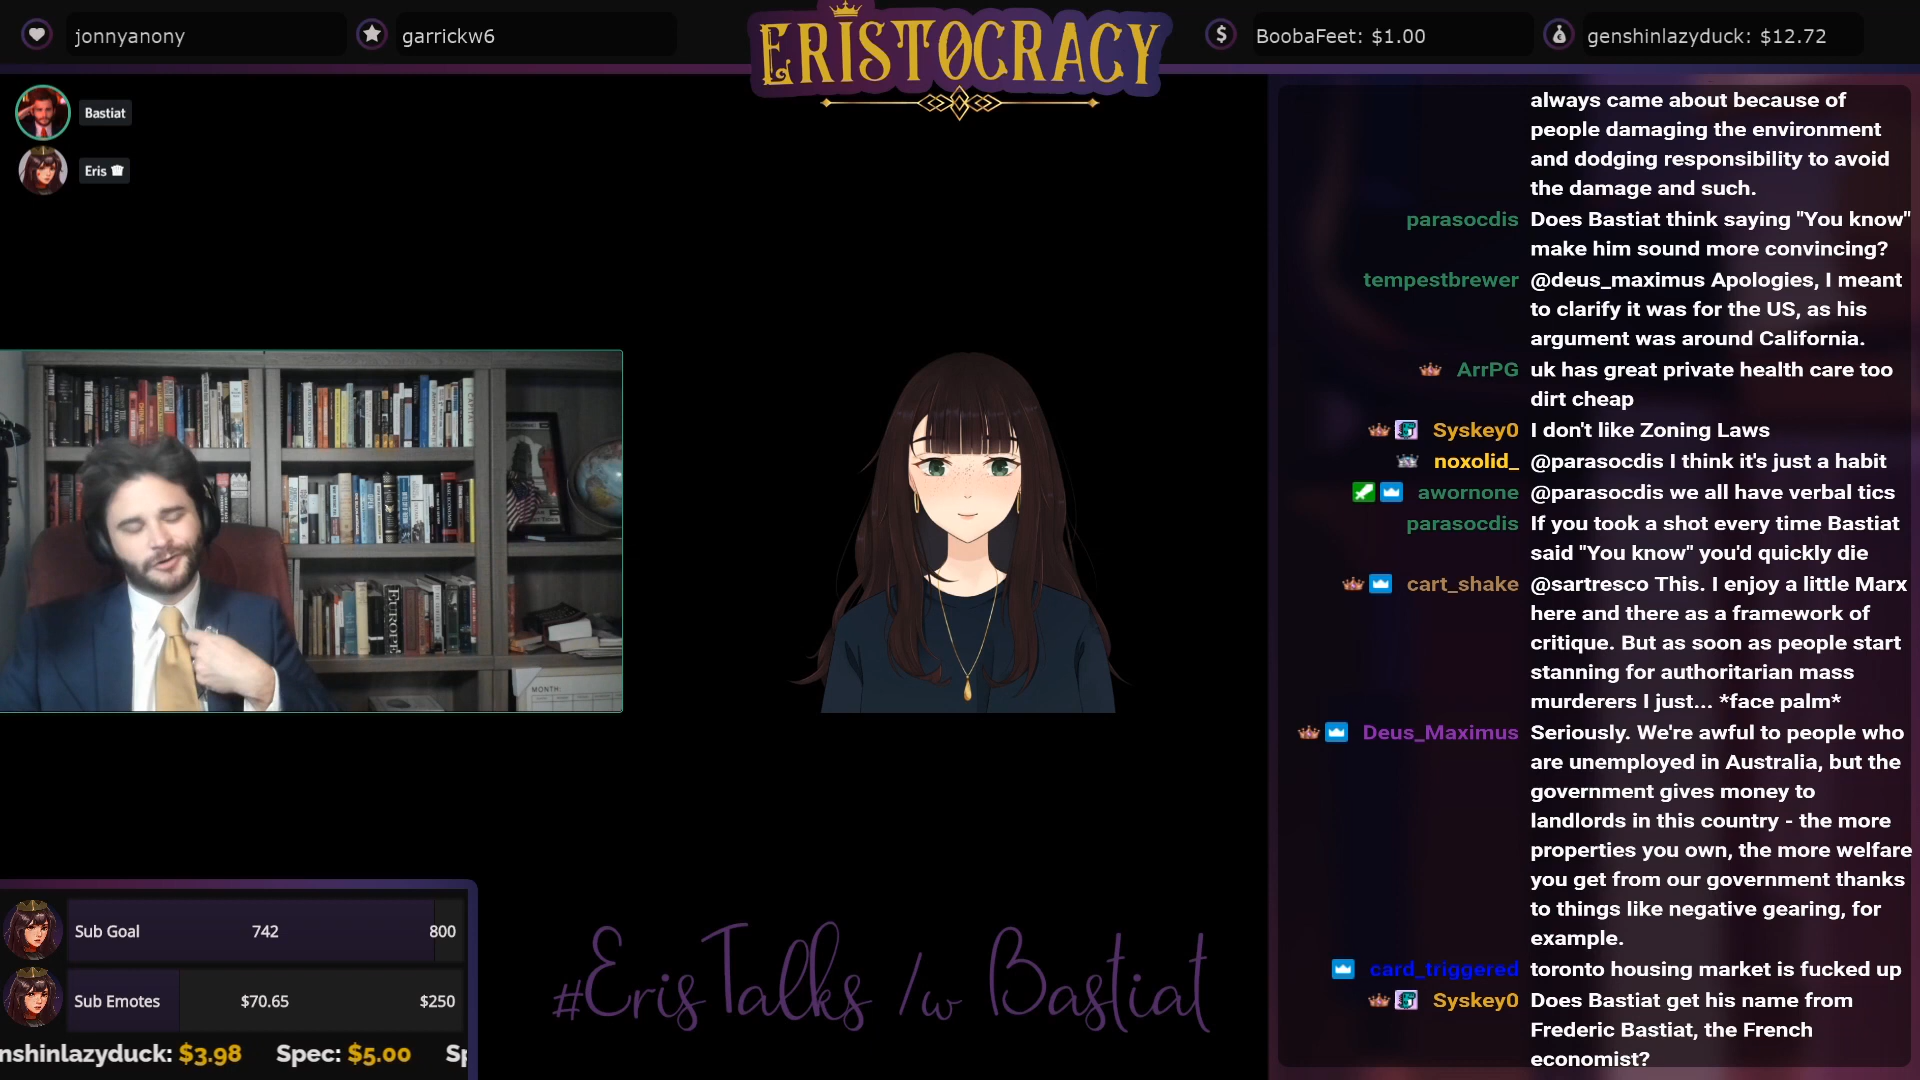 jonnyanony
garrickw6
ERISTOCRACY
BoobaFeet: $1.00
genshinlazyduck: $12.72
Bastiat
Eris
EUROPE
MONTH:
Sub Goal 742 800
Sub Emotes $70.65 $250
nshinlazyduck: $3.98 Spec: $5.00 Sp
#ErisTalks /w Bastiat
always came about because of
people damaging the environment
and dodging responsibility to avoid
the damage and such.
parasocdis Does Bastiat think saying "You know"
make him sound more convincing?
tempestbrewer @deus_maximus Apologies, I meant
to clarify it was for the US, as his
argument was around California.
ArrPG uk has great private health care too
dirt cheap
Syskey0 I don't like Zoning Laws
noxolid_ @parasocdis I think it's just a habit
awornone @parasocdis we all have verbal tics
parasocdis If you took a shot every time Bastiat
said "You know" you'd quickly die
cart_shake @sartresco This. I enjoy a little Marx
here and there as a framework of
critique. But as soon as people start
stanning for authoritarian mass
murderers I just... *face palm*
Deus_Maximus Seriously. We're awful to people who
are unemployed in Australia, but the
government gives money to
landlords in this country - the more
properties you own, the more welfare
you get from our government thanks
to things like negative gearing, for
example.
card_triggered toronto housing market is fucked up
Syskey0 Does Bastiat get his name from
Frederic Bastiat, the French
economist?